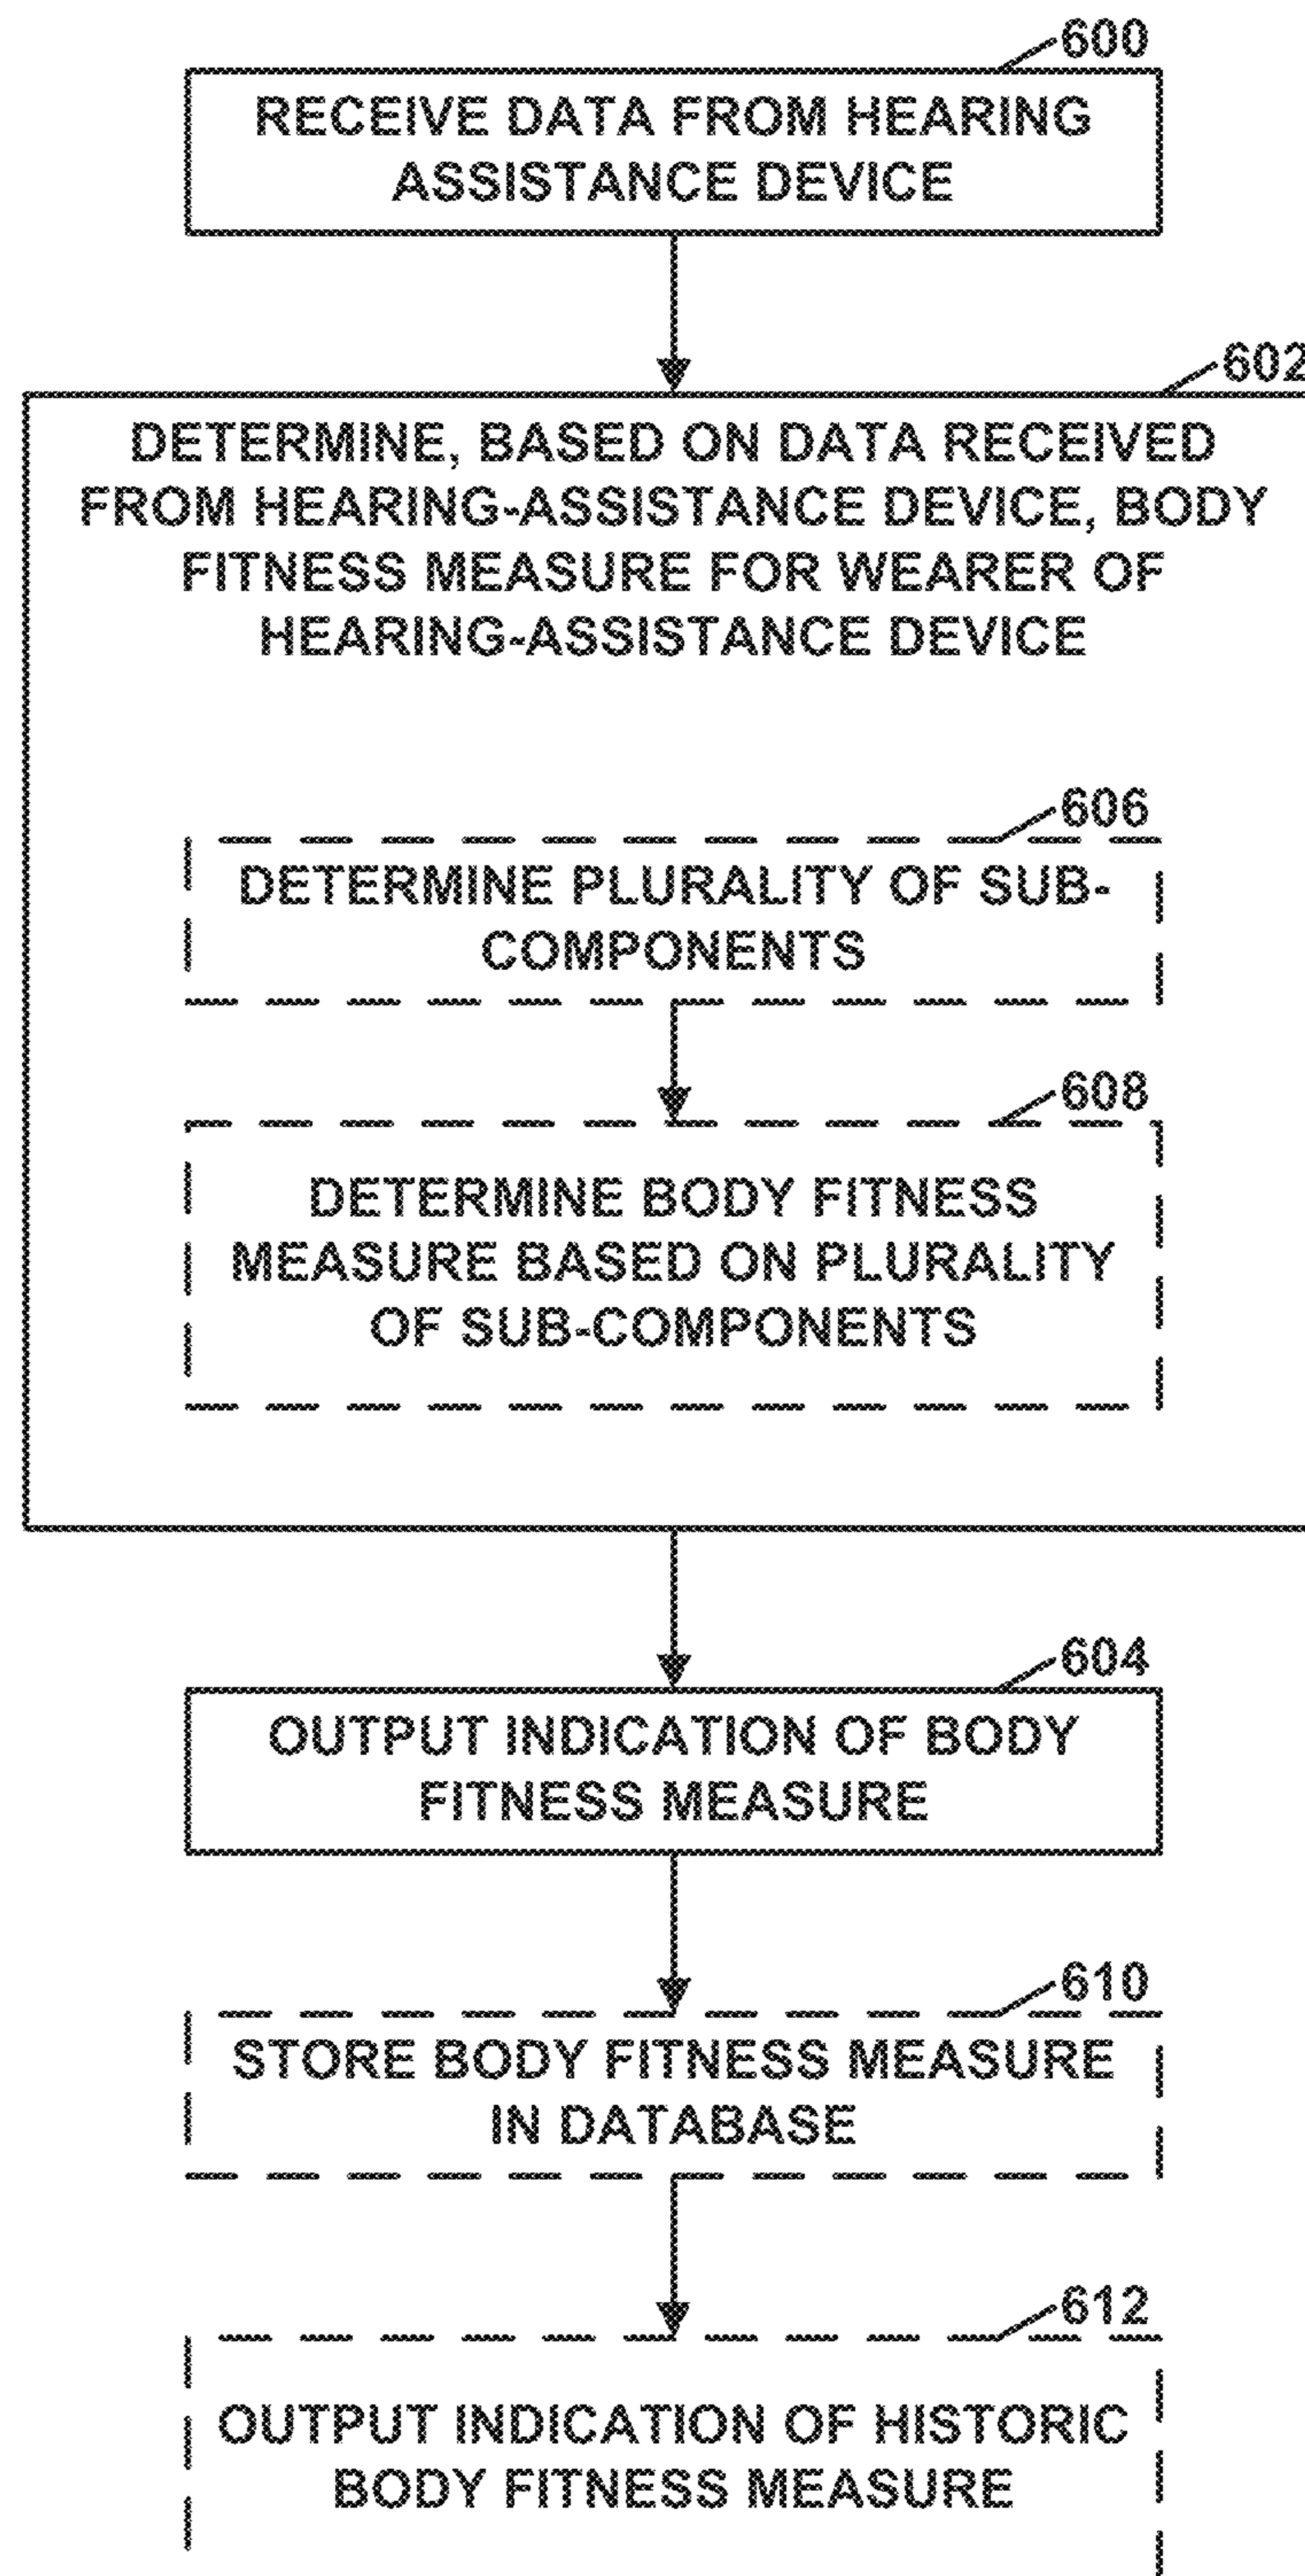 600
RECEIVE DATA FROM HEARING
ASSISTANCE DEVICE
602
DETERMINE, BASED ON DATA RECEIVED
FROM HEARING-ASSISTANCE DEVICE, BODY
FITNESS MEASURE FOR WEARER OF
HEARING-ASSISTANCE DEVICE
606
DETERMINE PLURALITY OF SUB-
COMPONENTS
608
DETERMINE BODY FITNESS
MEASURE BASED ON PLURALITY
OF SUB-COMPONENTS
604
OUTPUT INDICATION OF BODY
FITNESS MEASURE
610
STORE BODY FITNESS MEASURE
IN DATABASE
612
OUTPUT INDICATION OF HISTORIC
BODY FITNESS MEASURE